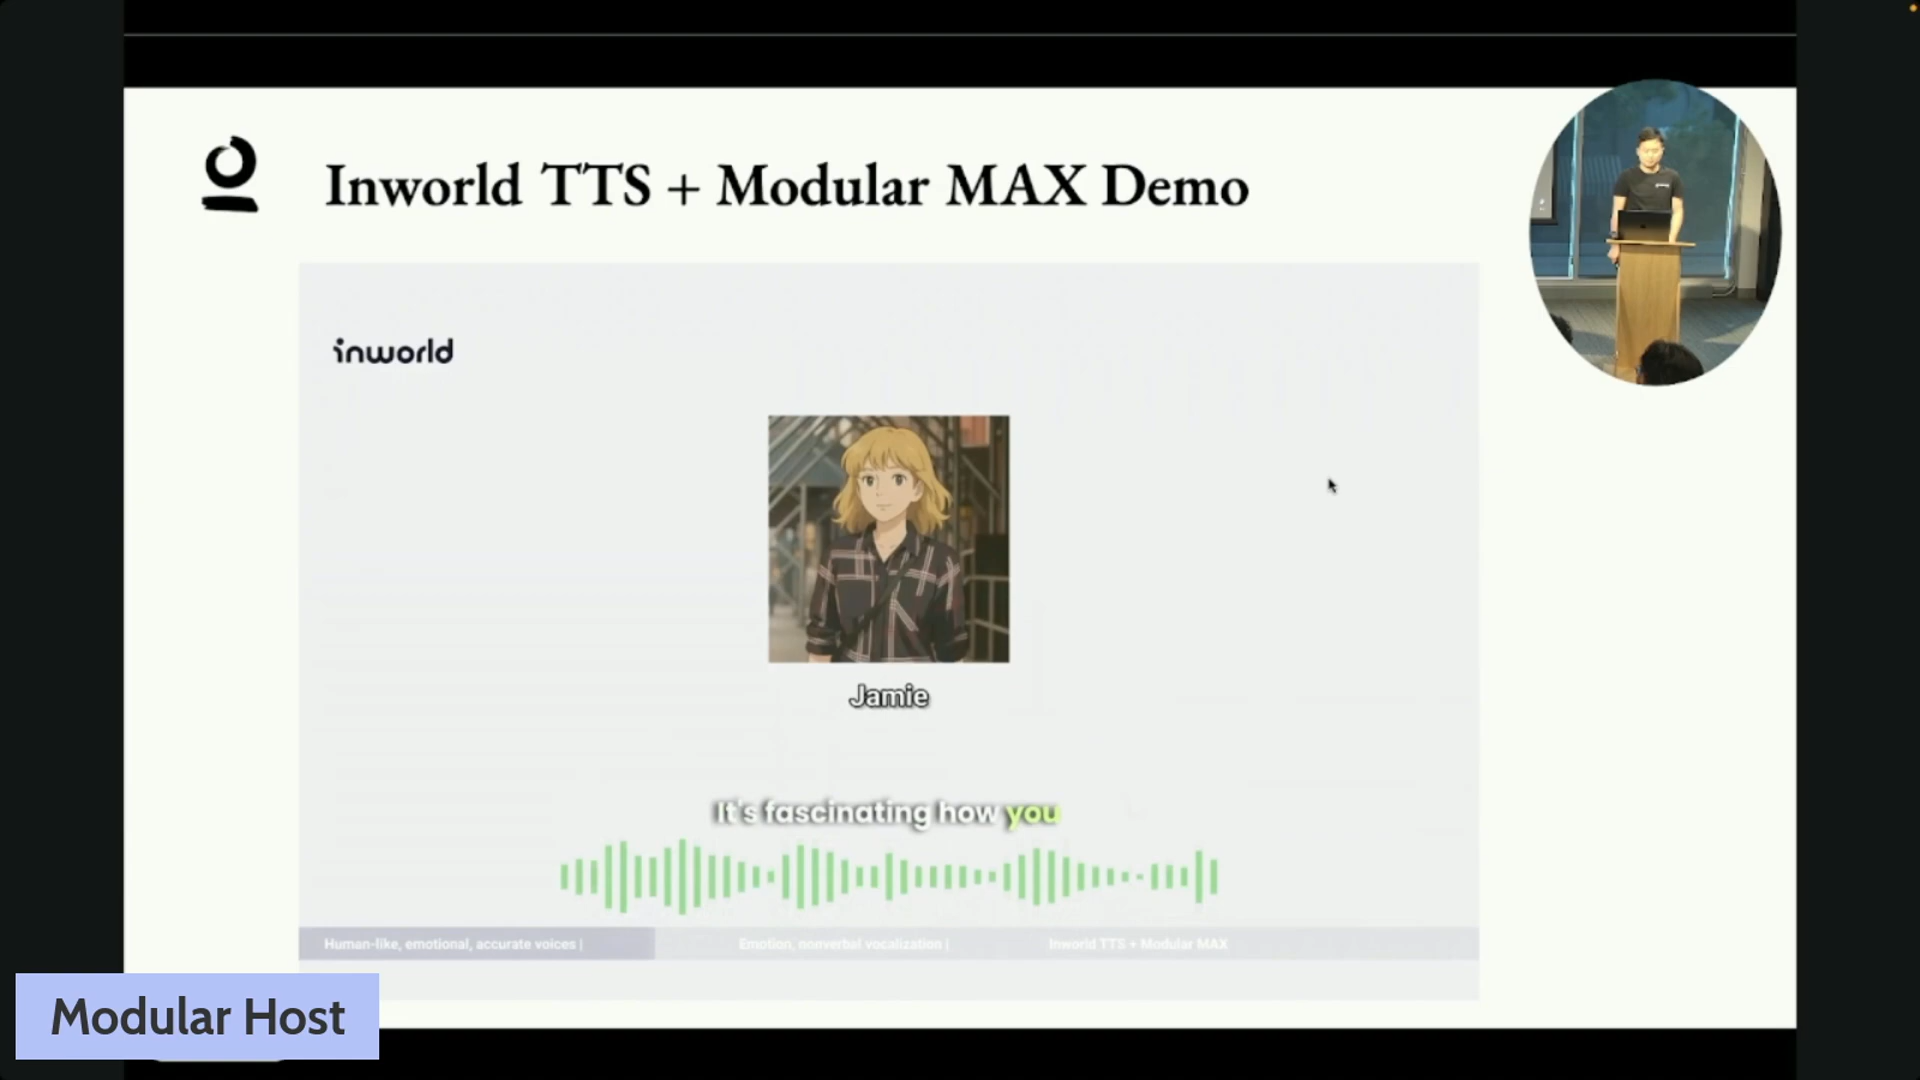 Inworld TTS + Modular MAX Demo
inworld
Jamie
It's fascinating how you
Human-like, emotional, accurate voices |
Emotion, nonverbal vocalization |
Inworld TTS + Modular MAX
Modular Host